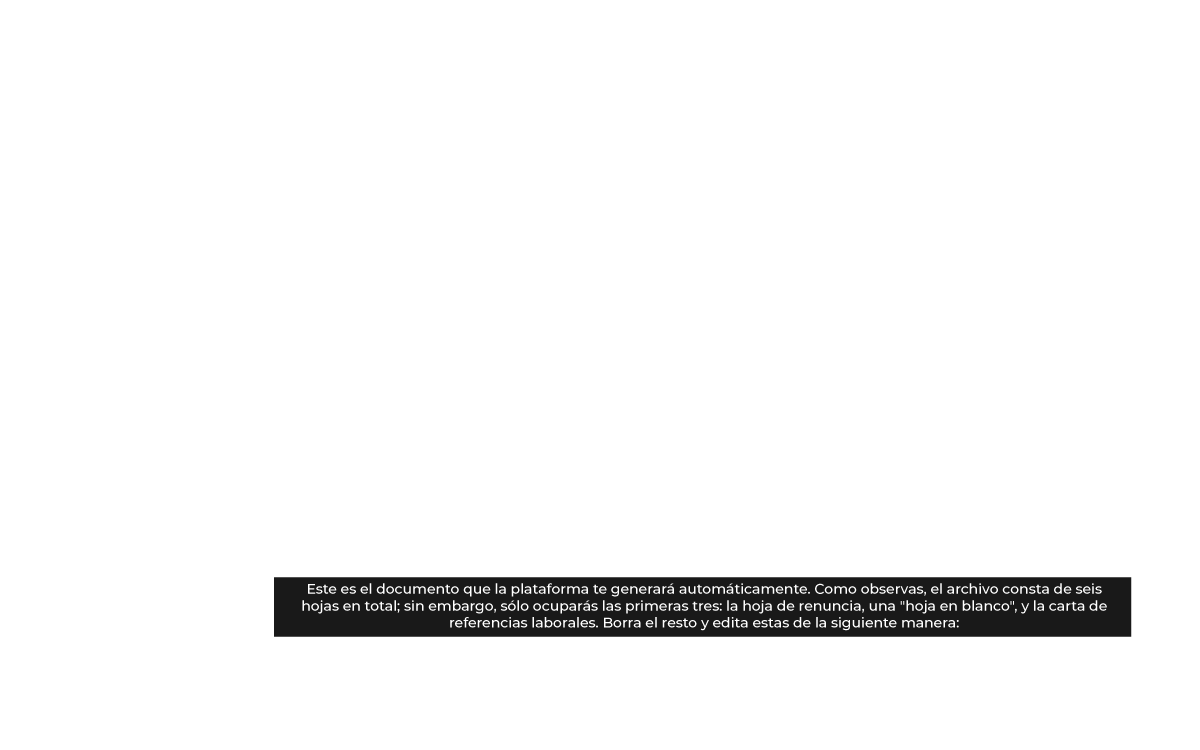 Este es el documento que la plataforma te generará automáticamente. Como observas, el archivo consta de seis
hojas en total; sin embargo, sólo ocuparás las primeras tres: la hoja de renuncia, una "hoja en blanco", y la carta de
referencias laborales. Borra el resto y edita estas de la siguiente manera: